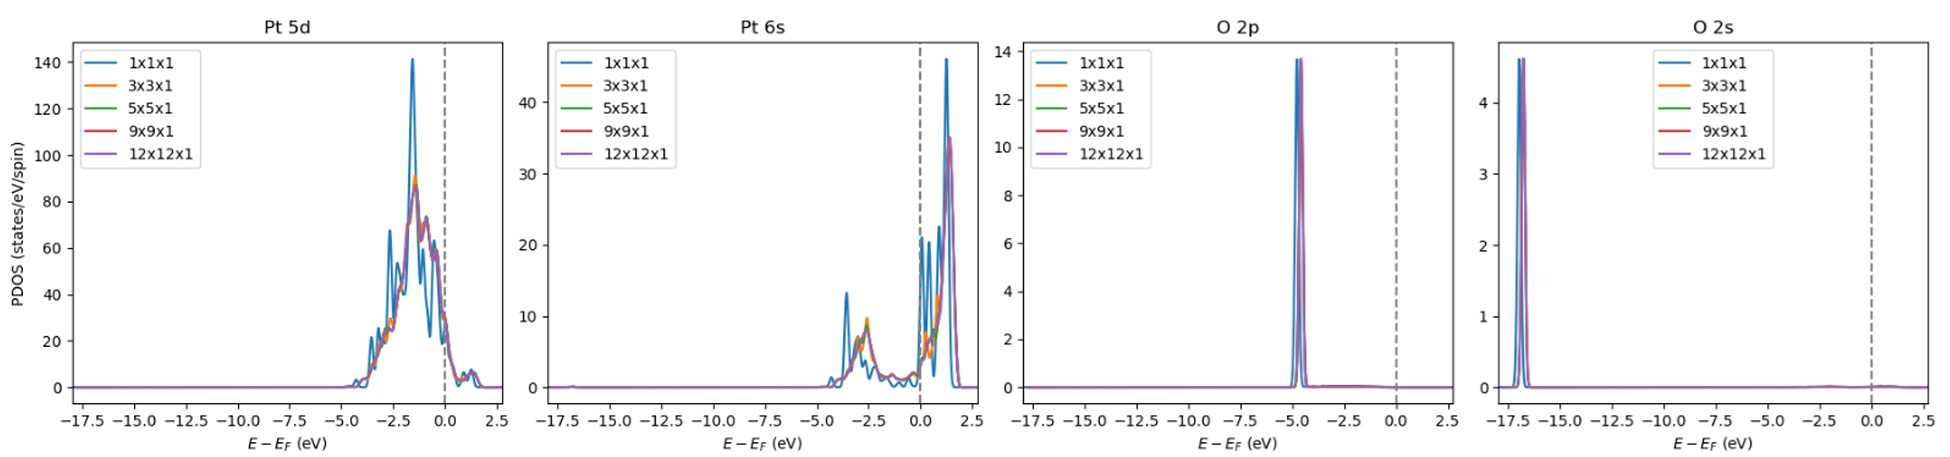 Pt 5d
PDOS (states/eV/spin)
140
120
100
80
60
40
20
0
1x1x1
3x3x1
5x5x1
9x9x1
12x12x1
−17.5 −15.0 −12.5 −10.0 −7.5 −5.0 −2.5 0.0 2.5
E − E_F (eV)
Pt 6s
40
30
20
10
0
1x1x1
3x3x1
5x5x1
9x9x1
12x12x1
−17.5 −15.0 −12.5 −10.0 −7.5 −5.0 −2.5 0.0 2.5
E − E_F (eV)
O 2p
14
12
10
8
6
4
2
0
1x1x1
3x3x1
5x5x1
9x9x1
12x12x1
−17.5 −15.0 −12.5 −10.0 −7.5 −5.0 −2.5 0.0 2.5
E − E_F (eV)
O 2s
4
3
2
1
0
1x1x1
3x3x1
5x5x1
9x9x1
12x12x1
−17.5 −15.0 −12.5 −10.0 −7.5 −5.0 −2.5 0.0 2.5
E − E_F (eV)